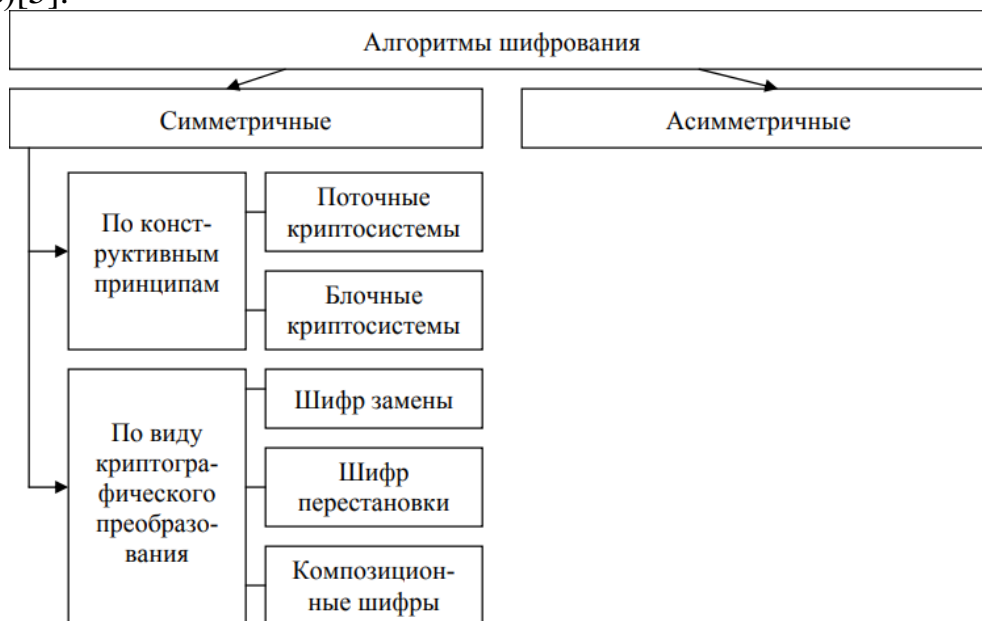 )[5].
Алгоритмы шифрования
Симметричные
Асимметричные
По конст-
руктивным
принципам
Поточные
криптосистемы
Блочные
криптосистемы
По виду
криптогра-
фического
преобразо-
вания
Шифр замены
Шифр
перестановки
Композицион-
ные шифры